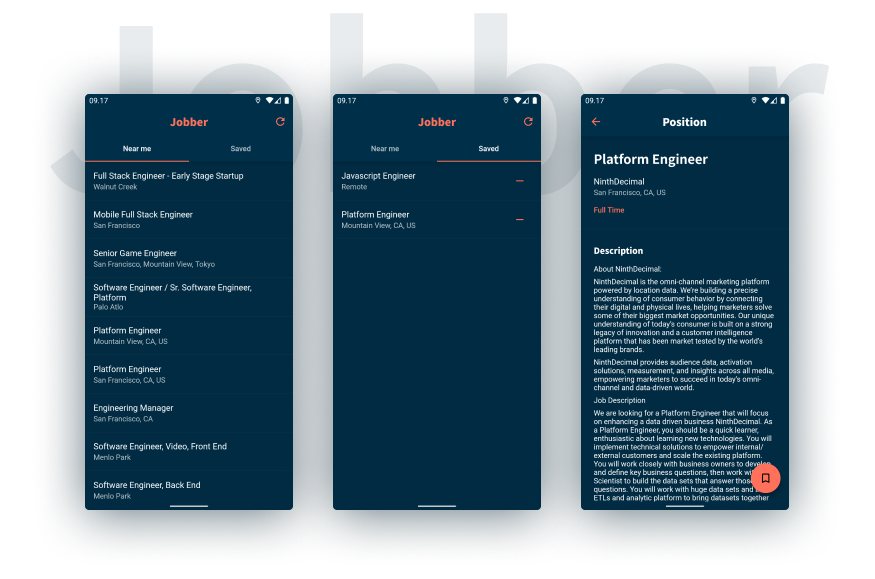 Jobber
09.17
Jobber
Near me
Saved
Full Stack Engineer - Early Stage Startup
Walnut Creek
Mobile Full Stack Engineer
San Francisco
Senior Game Engineer
San Francisco, Mountain View, Tokyo
Software Engineer / Sr. Software Engineer,
Platform
Palo Atlo
Platform Engineer
Mountain View, CA, US
Platform Engineer
San Francisco, CA, US
Engineering Manager
San Francisco, CA
Software Engineer, Video, Front End
Menlo Park
Software Engineer, Back End
Menlo Park
09.17
Jobber
Near me
Saved
Javascript Engineer
Remote
Platform Engineer
Mountain View, CA, US
09.17
Position
Platform Engineer
NinthDecimal
San Francisco, CA, US
Full Time
Description
About NinthDecimal:
NinthDecimal is the omni-channel marketing platform
powered by location data. We're building a precise
understanding of consumer behavior by connecting
their digital and physical lives, helping marketers solve
some of their biggest market opportunities. Our unique
understanding of today's consumer is built on a strong
legacy of innovation and a customer intelligence
platform that has been market tested by the world's
leading brands.
NinthDecimal provides audience data, activation
solutions, measurement, and insights across all media,
empowering marketers to succeed in today's omni-
channel and data-driven world.
Job Description
We are looking for a Platform Engineer that will focus
on enhancing a data driven business NinthDecimal. As
a Platform Engineer, you should be a quick learner,
enthusiastic about learning new technologies. You will
implement technical solutions to empower internal/
external customers and scale the existing platform.
You will work closely with business owners to develop
and define key business questions, then work
Scientist to build the data sets that answer
questions. You will work with huge data sets and
ETLs and analytic platform to bring datasets together